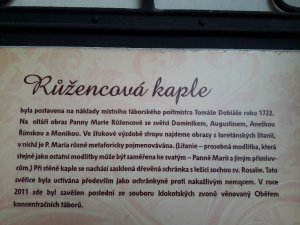 Růžencová kaple
byla postavena na náklady místního táborského poštmistra Tomáše Dobiáše roku 1722.
Na oltáři obraz Panny Marie Růžencové se světci Dominikem, Augustinem, Anežkou
Římskou a Monikou. Ve štukové výzdobě stropu najdeme obrazy z loretánských litanií,
v nichž je P. Maria různě metaforicky pojmenovávána. (Litanie – prosebná modlitba, která
stejně jako ostatní modlitby může být zaměřena ke svatým – Panně Marii a jiným přímluv-
cům.) Při stěně kaple se nachází zasklená dřevěná schránka s ležící sochou sv. Rosalie. Tato
světice byla uctívána především jako ochránkyně proti nakažlivým nemocem. V roce
2011 zde byl zavěšen poslední ze souboru klokotských zvonů věnovaný Obětem
koncentračních táborů.